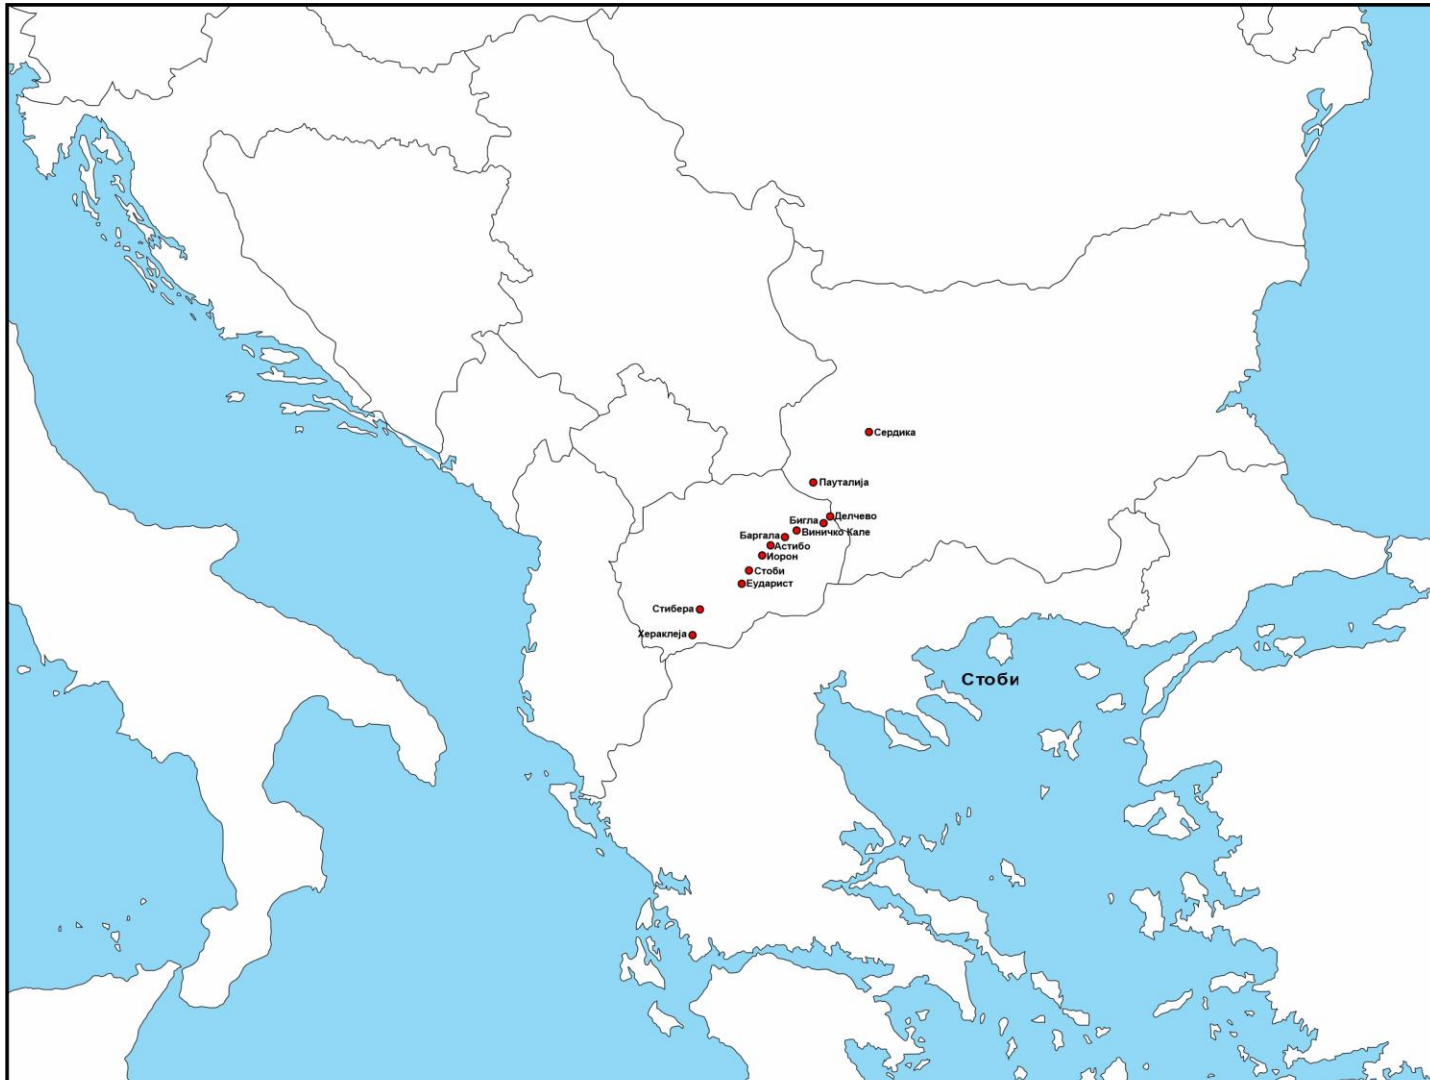 Сердика
Пауталија
Делчево
Бигла
Виничко Кале
Баргала
Астибо
Иорон
Стоби
Еударист
Стибера
Хераклеја
Стоби